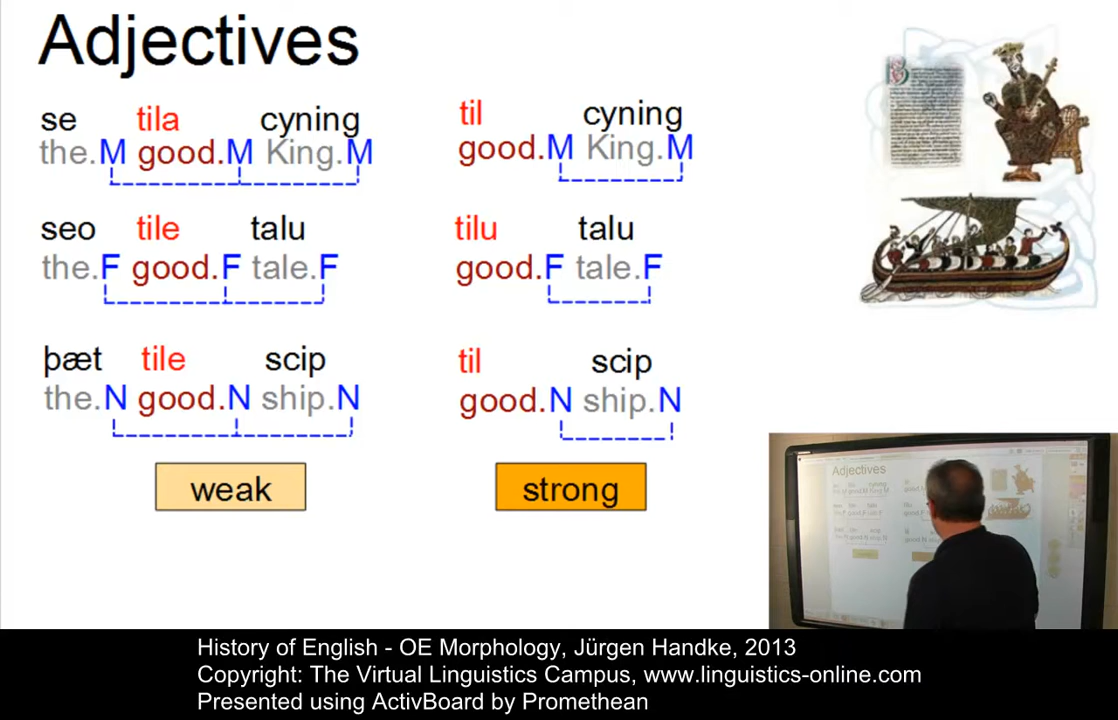 Adjectives
se tila cyning
the.M good.M King.M
til cyning
good.M King.M
seo tile talu
the.F good.F tale.F
tilu talu
good.F tale.F
þæt tile scip
the.N good.N ship.N
til scip
good.N ship.N
weak
strong
Adjectives
History of English - OE Morphology, Jürgen Handke, 2013
Copyright: The Virtual Linguistics Campus, www.linguistics-online.com
Presented using ActivBoard by Promethean